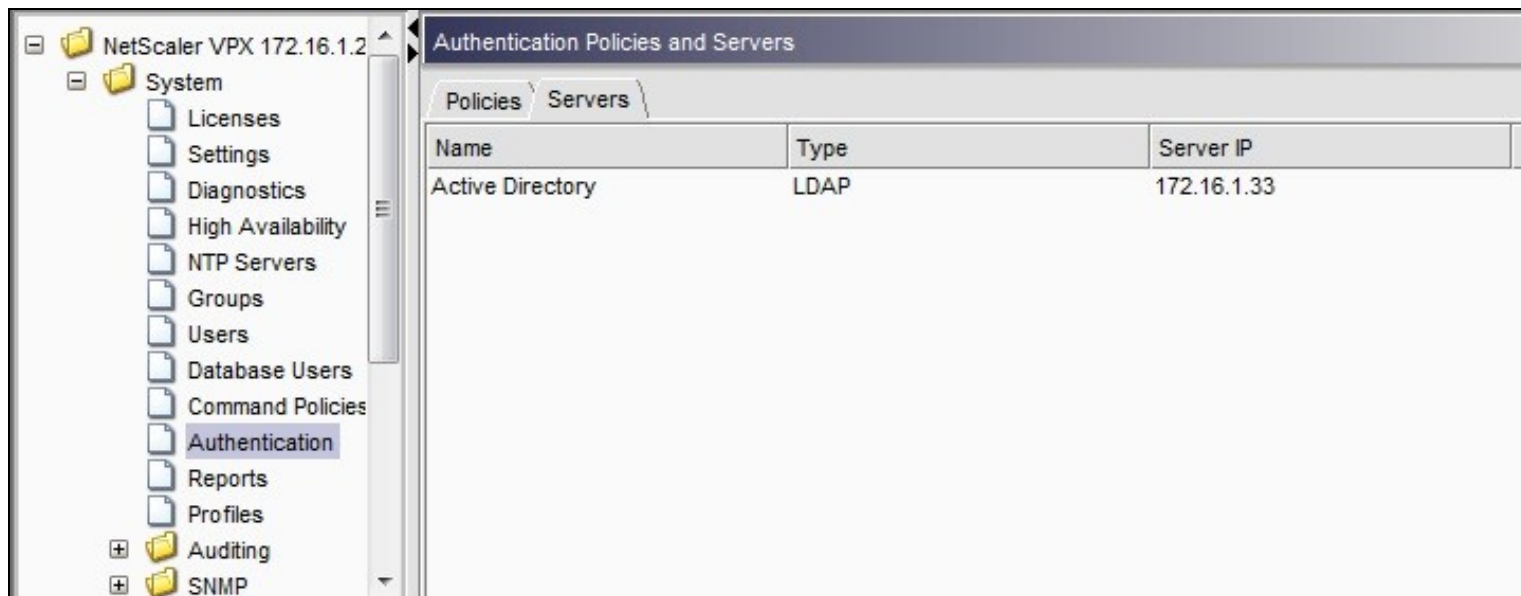 NetScaler VPX 172.16.1.2
System
Licenses
Settings
Diagnostics
High Availability
NTP Servers
Groups
Users
Database Users
Command Policies
Authentication
Reports
Profiles
Auditing
SNMP
Authentication Policies and Servers
Policies Servers
Name Type Server IP
Active Directory LDAP 172.16.1.33